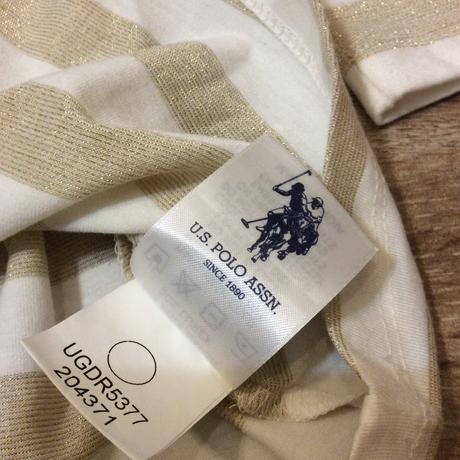 U.S. POLO ASSN.
SINCE 1890
UGDR5377
204371